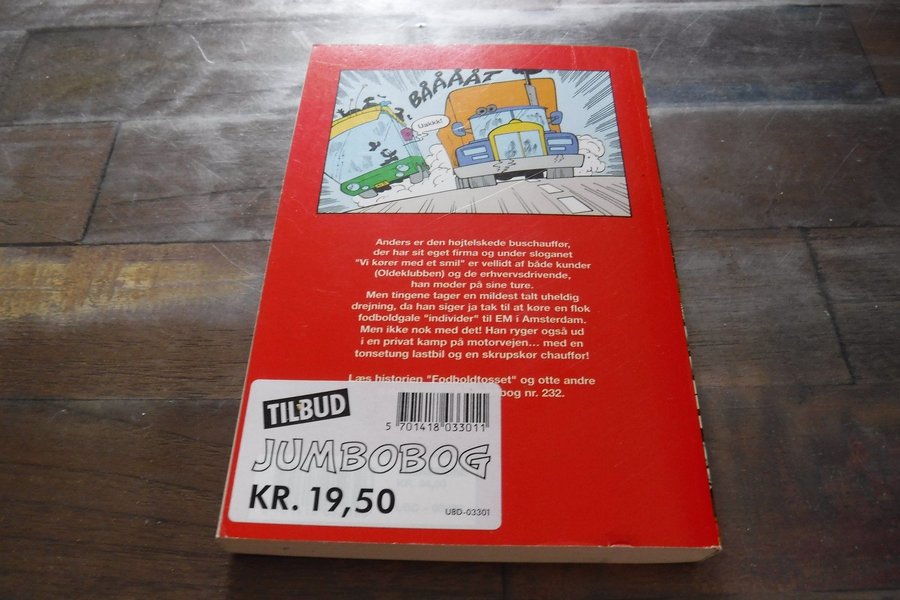 BÅÅÅÅT
Uakkk!
Anders er den højtelskede buschauffør,
der har sit eget firma og under sloganet
"Vi kører med et smil" er vellidt af både kunder
(Oldeklubben) og de erhvervsdrivende,
han møder på sine ture.
Men tingene tager en mildest talt uheldig
drejning, da han siger ja tak til at køre en flok
fodboldgale "individer" til EM i Amsterdam.
Men ikke nok med det! Han ryger også ud
i en privat kamp på motorvejen... med en
tonsetung lastbil og en skrupskør chauffør!
Læs historien "Fodboldtosset" og otte andre
bog nr. 232.
TILBUD
5 701418 033011
JUMBOBOG
KR. 19,50
UBD-03301